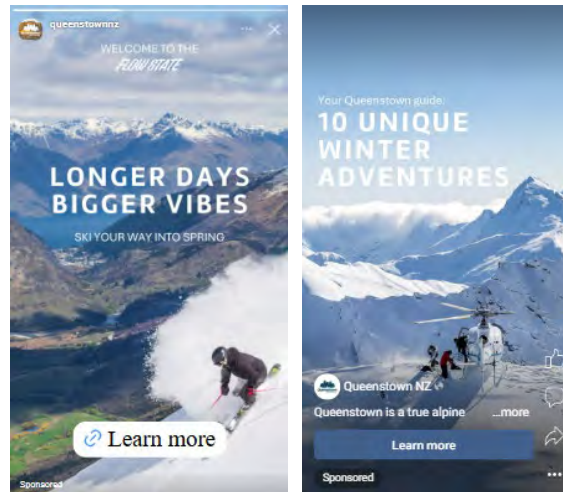 queenstownnz
WELCOME TO THE
FLOW STATE
LONGER DAYS
BIGGER VIBES
SKI YOUR WAY INTO SPRING
Learn more
Sponsored
Your Queenstown guide:
10 UNIQUE
WINTER
ADVENTURES
Queenstown NZ
Queenstown is a true alpine ...more
Learn more
Sponsored